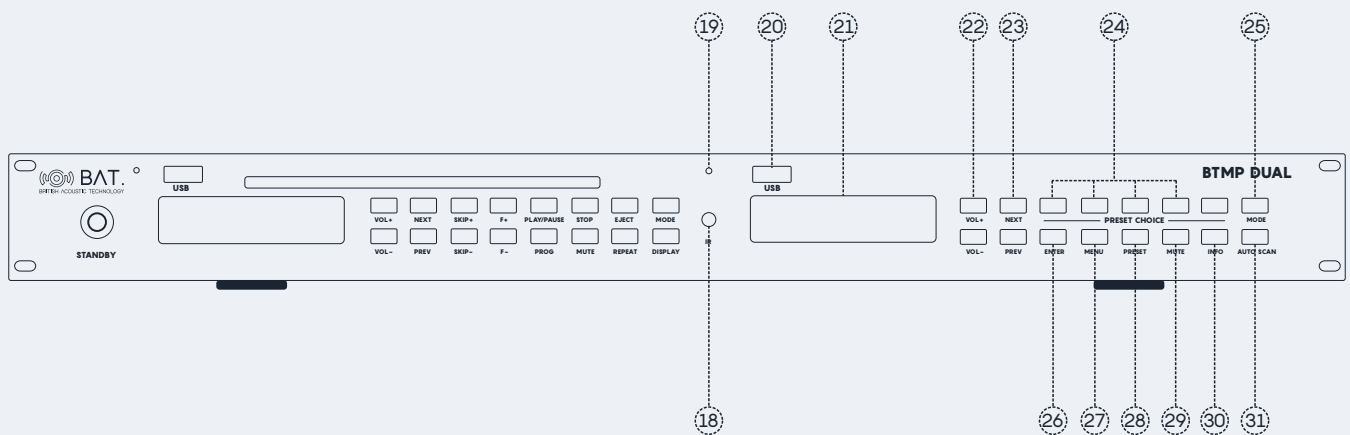 19 20 21 22 23 24 25
BAT.
BRITISH ACOUSTIC TECHNOLOGY
USB
USB
BTMP DUAL
VOL+ NEXT SKIP+ F+ PLAY/PAUSE STOP EJECT MODE
VOL+ NEXT PRESET CHOICE MODE
STANDBY
VOL- PREV SKIP- F- PROG MUTE REPEAT DISPLAY
IR
VOL- PREV ENTER MENU PRESET MUTE INFO AUTO SCAN
18 26 27 28 29 30 31